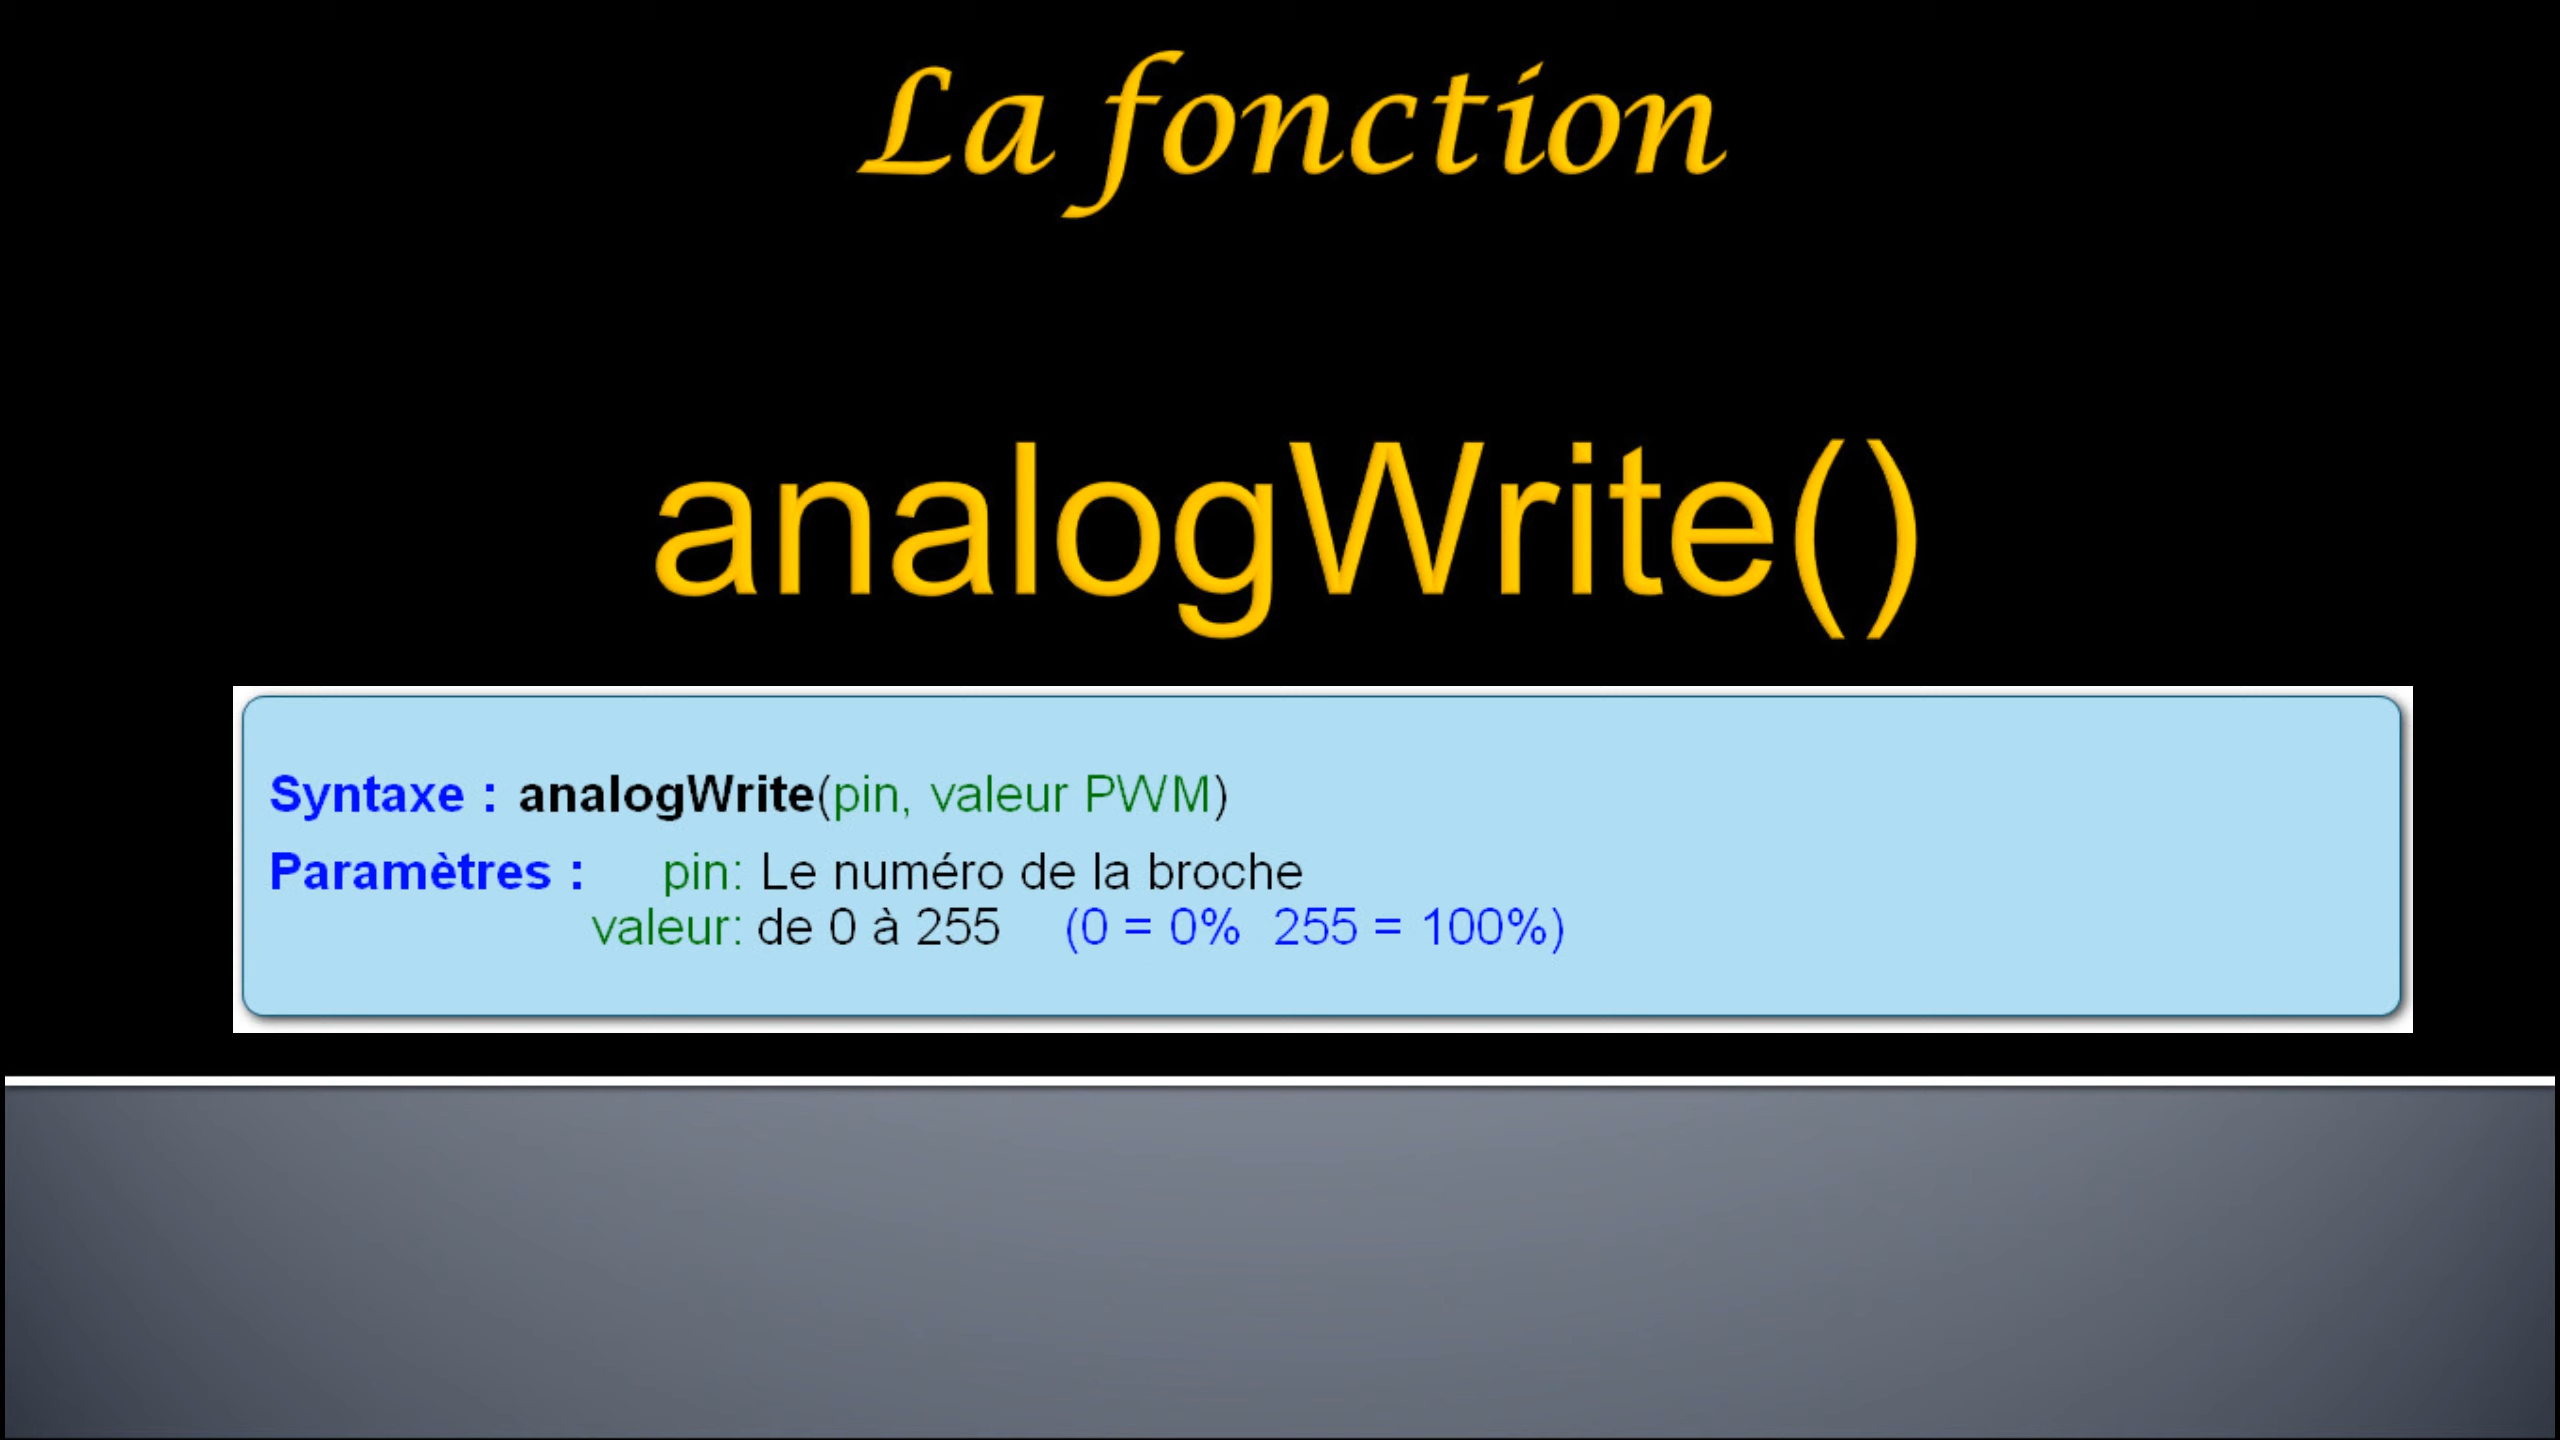 La fonction
analogWrite()
Syntaxe : analogWrite(pin, valeur PWM)
Paramètres : pin: Le numéro de la broche
valeur: de 0 à 255 (0 = 0% 255 = 100%)